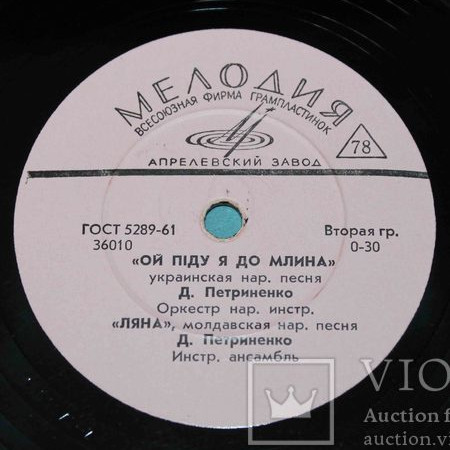 МЕЛОДИЯ
ВСЕСОЮЗНАЯ ФИРМА ГРАМПЛАСТИНОК
78
АПРЕЛЕВСКИЙ ЗАВОД
ГОСТ 5289-61
Вторая гр.
36010
0-30
«ОЙ ПІДУ Я ДО МЛИНА»
украинская нар. песня
Д. Петриненко
Оркестр нар. инстр.
«ЛЯНА», молдавская нар. песня
Д. Петриненко
Инстр. ансамбль
VIO
Auction f
auction.vi